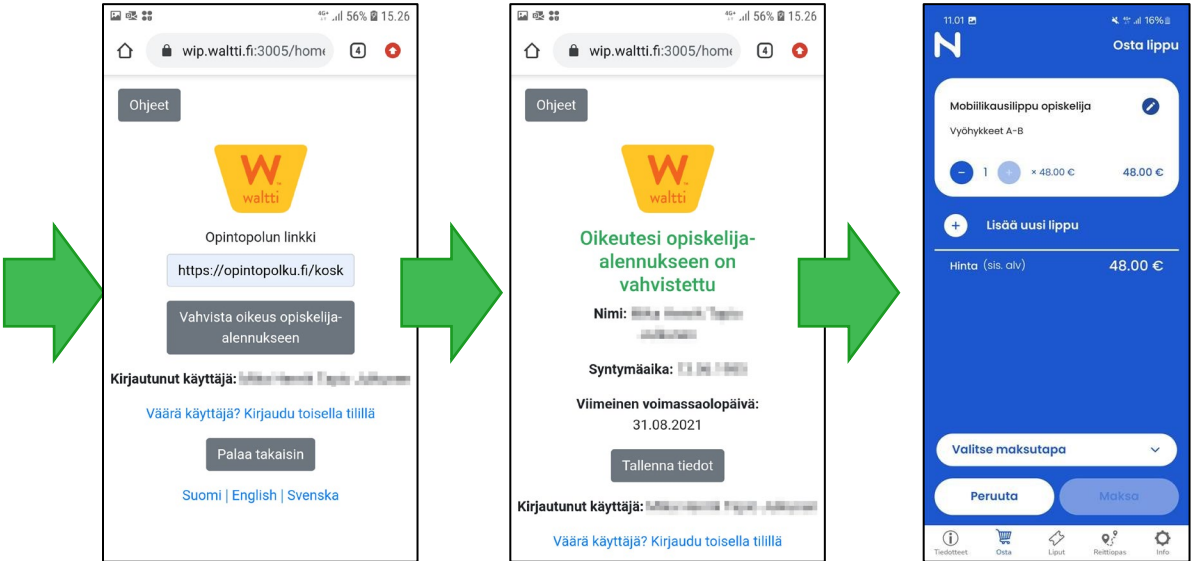 56% 15.26
wip.waltti.fi:3005/home
4
Ohjeet
W
waltti
Opintopolun linkki
https://opintopolku.fi/kosk
Vahvista oikeus opiskelija-
alennukseen
Kirjautunut käyttäjä:
Väärä käyttäjä? Kirjaudu toisella tilillä
Palaa takaisin
Suomi | English | Svenska
56% 15.26
wip.waltti.fi:3005/home
4
Ohjeet
W
waltti
Oikeutesi opiskelija-
alennukseen on
vahvistettu
Nimi:
Syntymäaika:
Viimeinen voimassaolopäivä:
31.08.2021
Tallenna tiedot
Kirjautunut käyttäjä:
Väärä käyttäjä? Kirjaudu toisella tilillä
11.01 16%
N Osta lippu
Mobiilikausilippu opiskelija
Vyöhykkeet A-B
- 1 + × 48.00 € 48.00 €
+ Lisää uusi lippu
Hinta (sis. alv) 48.00 €
Valitse maksutapa
Peruuta Maksa
Tiedotteet Osta Liput Reittiopas Info